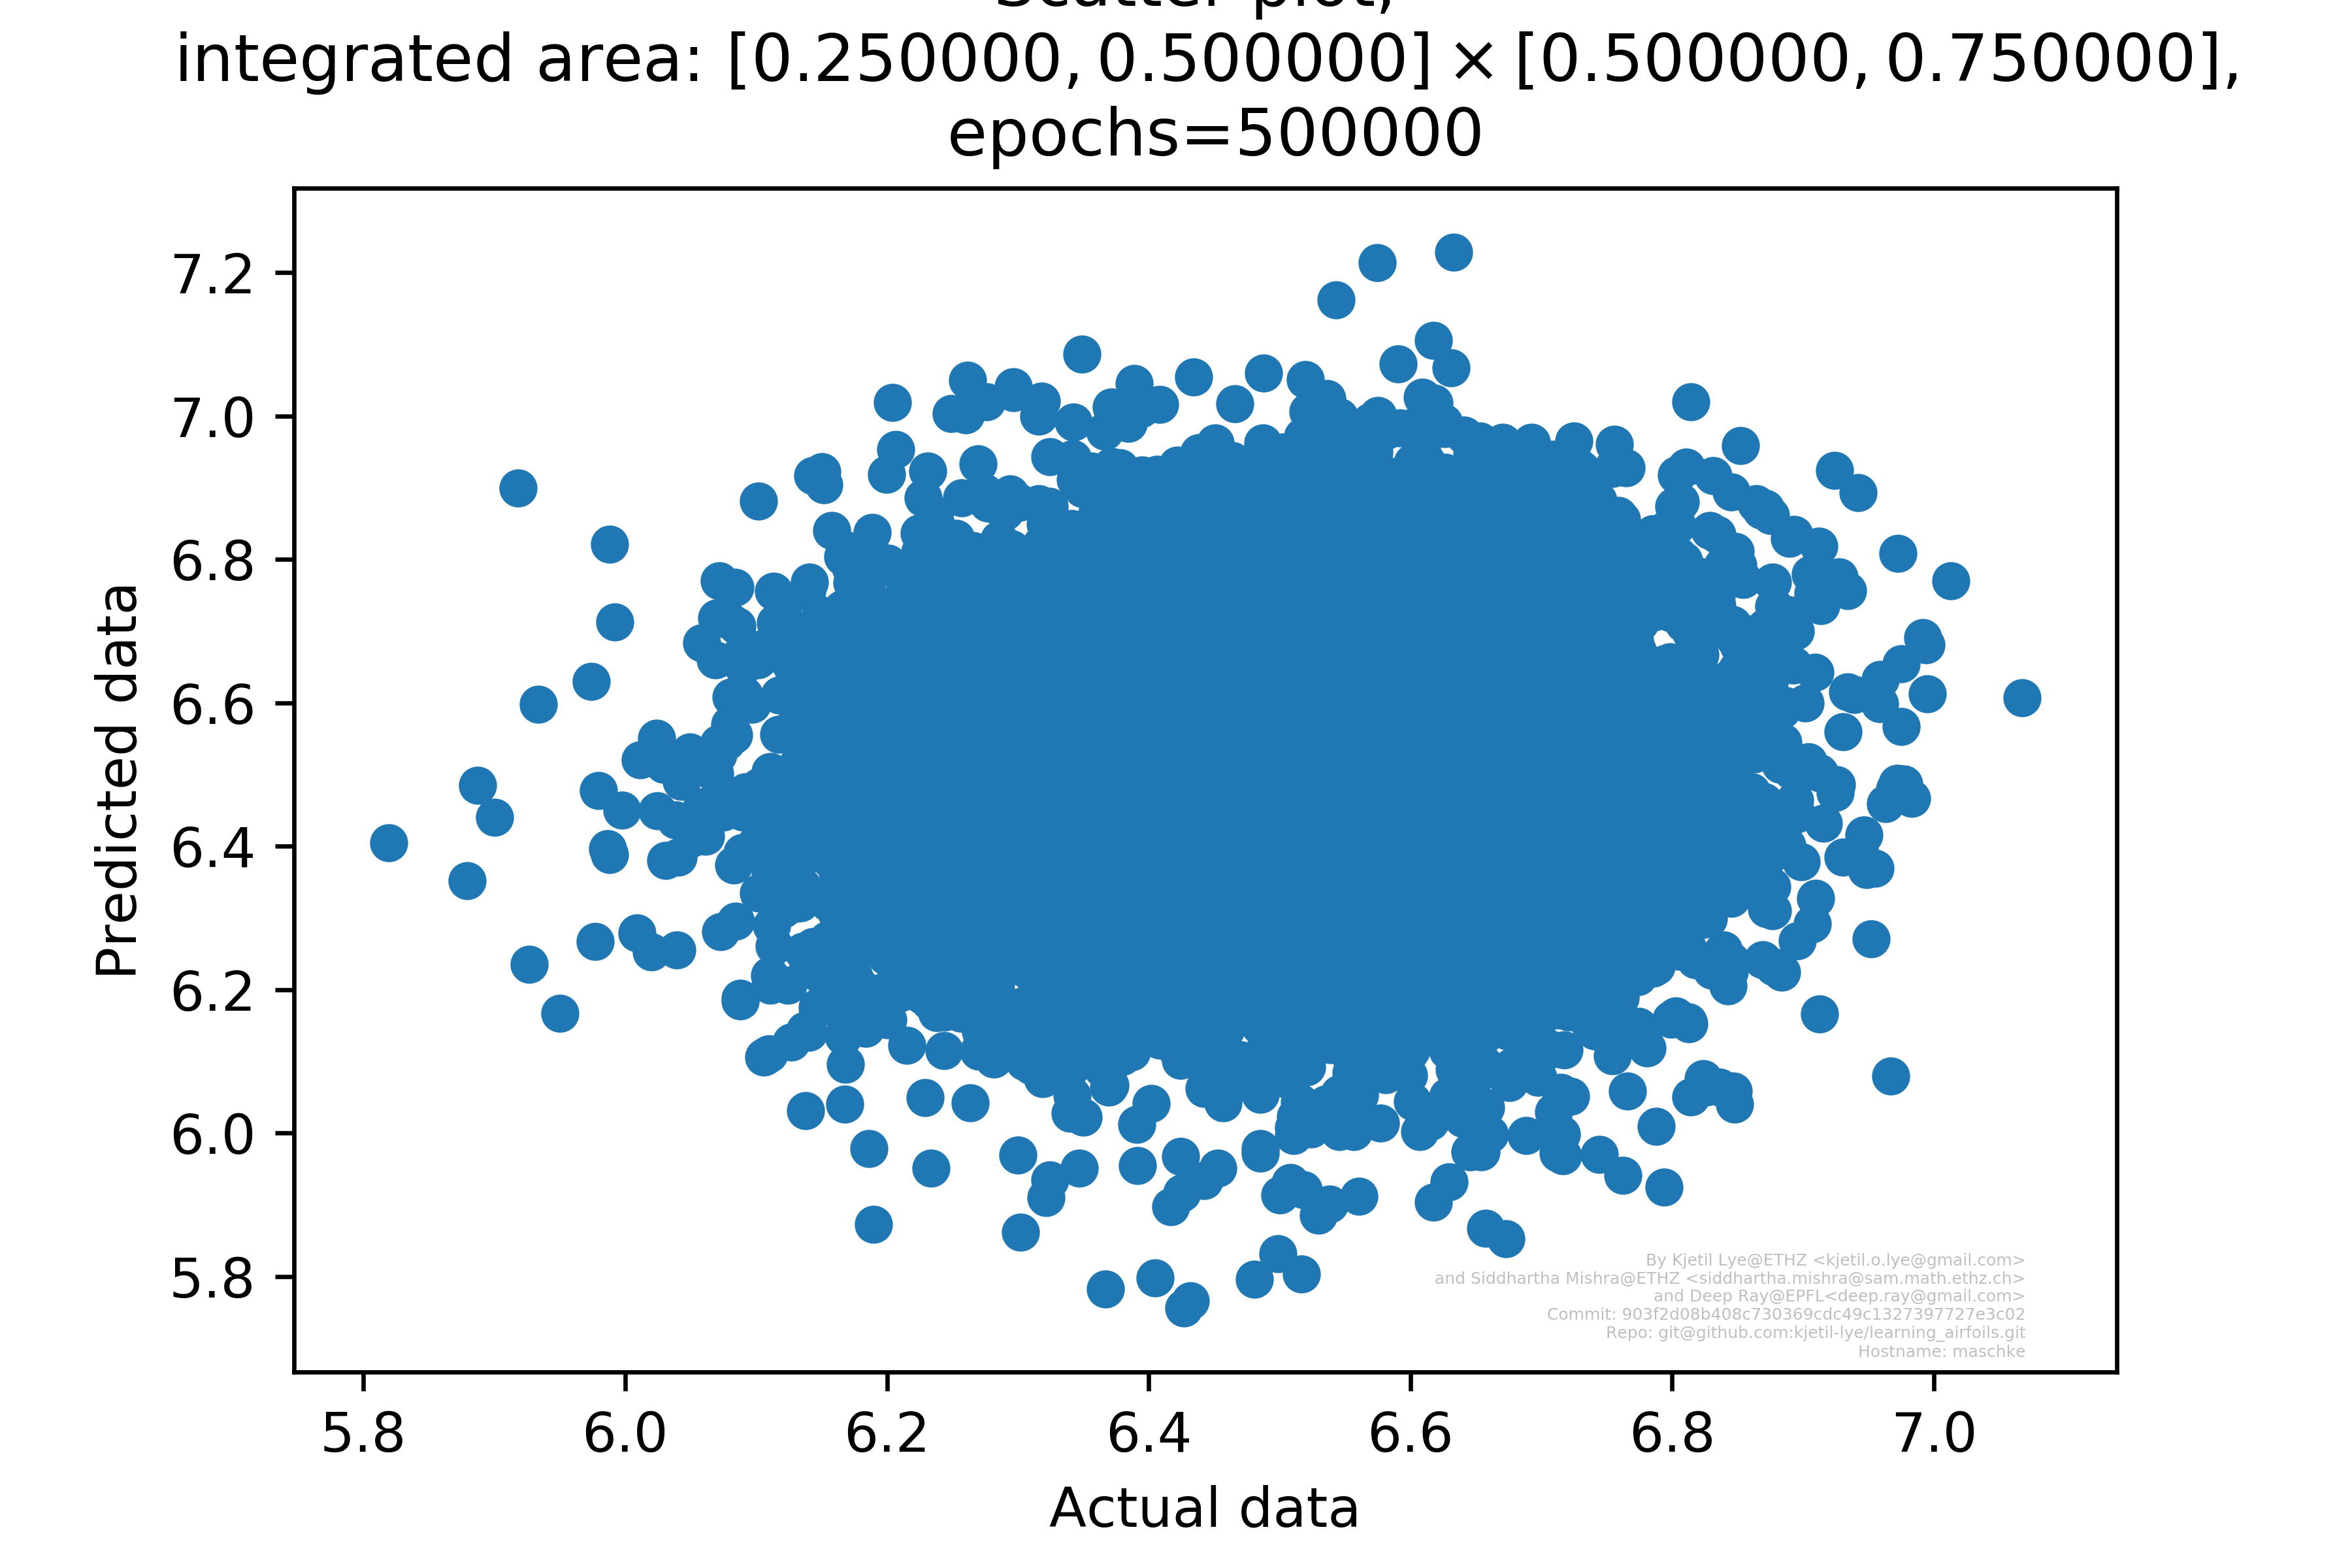 Scatter plot,
integrated area: [0.250000, 0.500000] × [0.500000, 0.750000],
epochs=500000
7.2
7.0
6.8
6.6
6.4
6.2
6.0
5.8
Predicted data
By Kjetil Lye@ETHZ <kjetil.o.lye@gmail.com>
and Siddhartha Mishra@ETHZ <siddhartha.mishra@sam.math.ethz.ch>
and Deep Ray@EPFL<deep.ray@gmail.com>
Commit: 903f2d08b408c730369cdc49c1327397727e3c02
Repo: git@github.com:kjetil-lye/learning_airfoils.git
Hostname: maschke
5.8 6.0 6.2 6.4 6.6 6.8 7.0
Actual data